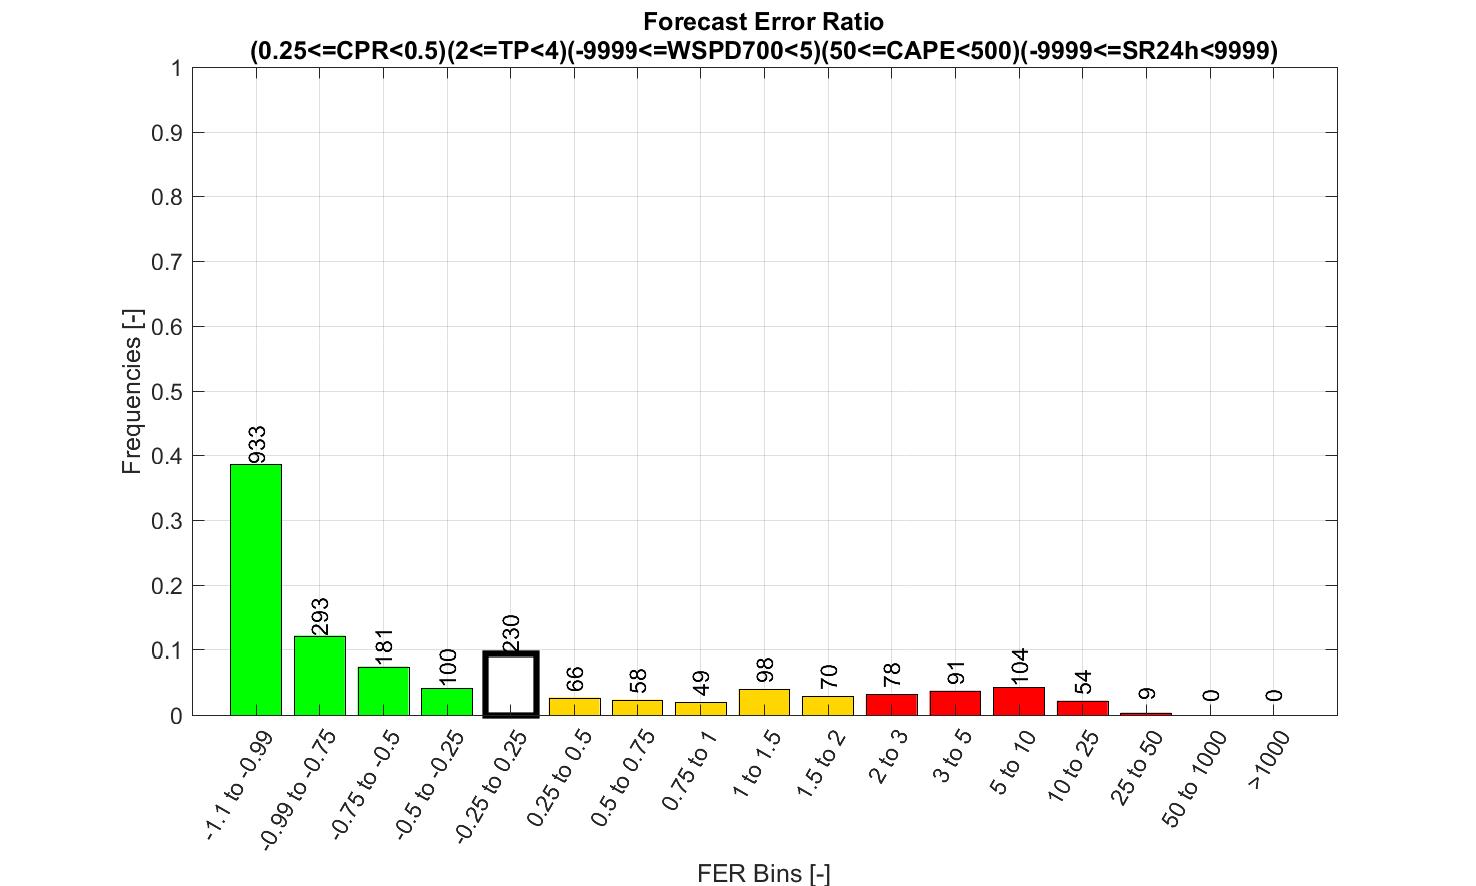 Forecast Error Ratio
(0.25<=CPR<0.5)(2<=TP<4)(-9999<=WSPD700<5)(50<=CAPE<500)(-9999<=SR24h<9999)
Frequencies [-]
1
0.9
0.8
0.7
0.6
0.5
0.4
0.3
0.2
0.1
0
933
293
181
100
230
66
58
49
98
70
78
91
104
54
9
0
0
-1.1 to -0.99
-0.99 to -0.75
-0.75 to -0.5
-0.5 to -0.25
-0.25 to 0.25
0.25 to 0.5
0.5 to 0.75
0.75 to 1
1 to 1.5
1.5 to 2
2 to 3
3 to 5
5 to 10
10 to 25
25 to 50
50 to 1000
>1000
FER Bins [-]